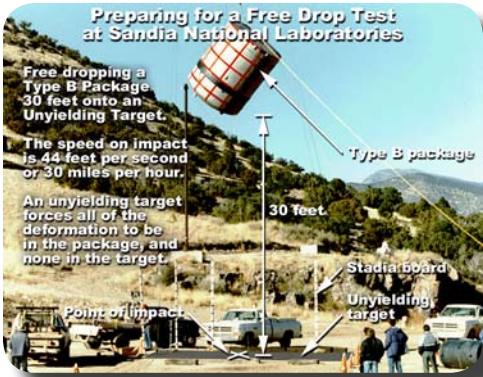 Preparing for a Free Drop Test
at Sandia National Laboratories
Free dropping a
Type B Package
30 feet onto an
Unyielding Target.
The speed on impact
is 44 feet per second
or 30 miles per hour.
An unyielding target
forces all of the
deformation to be
in the package, and
none in the target.
Type B package
30 feet
Stadia board
Point of impact
Unyielding
target